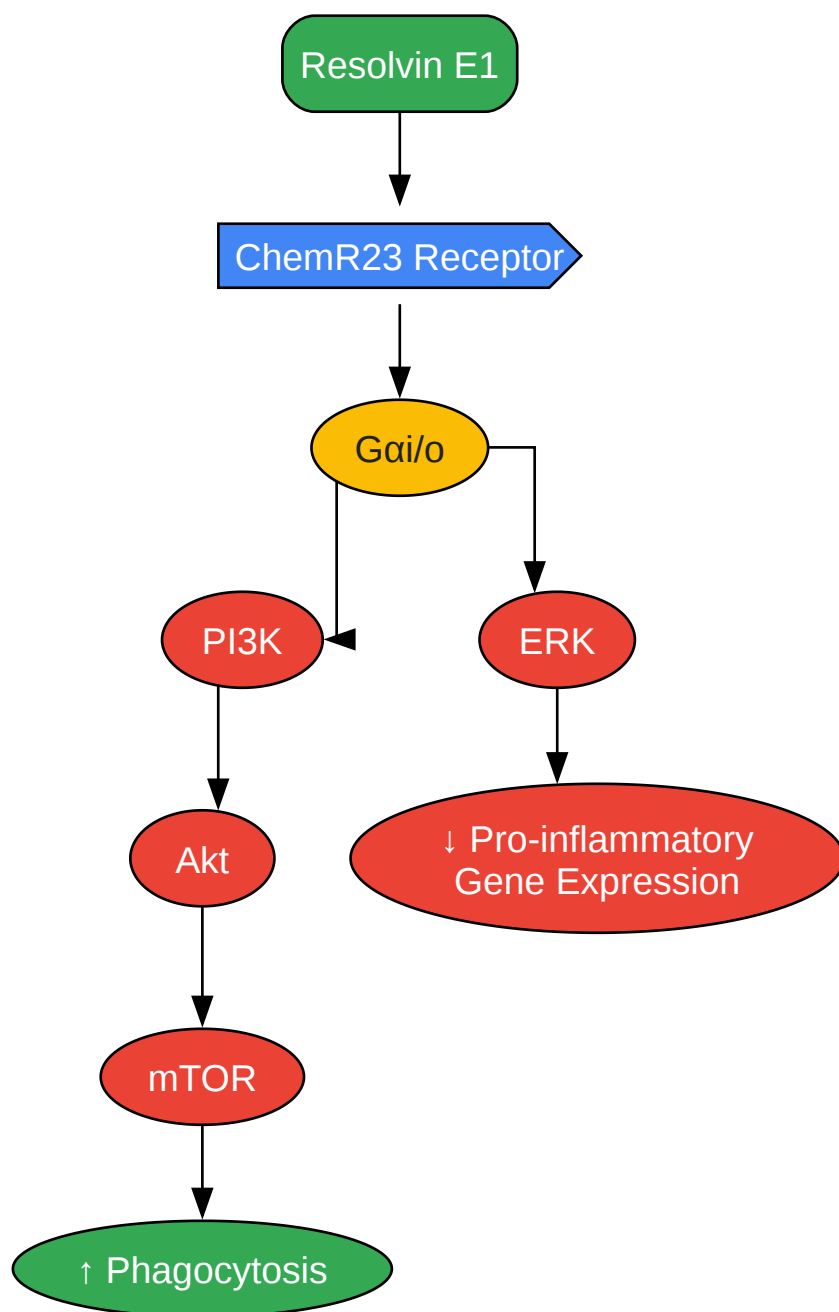 Resolvin E1
ChemR23 Receptor
Gαi/o
PI3K
ERK
Akt
↓ Pro-inflammatory
Gene Expression
mTOR
↑ Phagocytosis